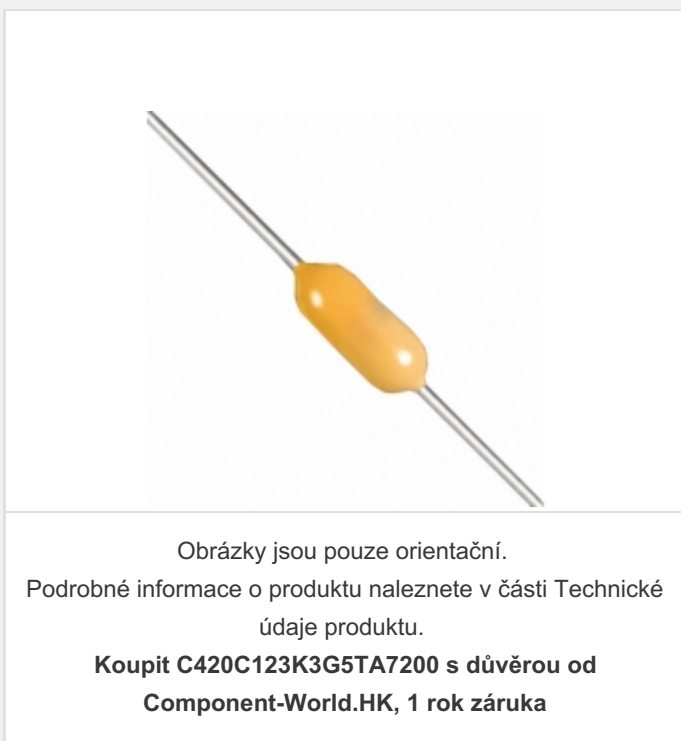 Obrázky jsou pouze orientační.
Podrobné informace o produktu naleznete v části Technické
údaje produktu.
Koupit C420C123K3G5TA7200 s důvěrou od
Component-World.HK, 1 rok záruka